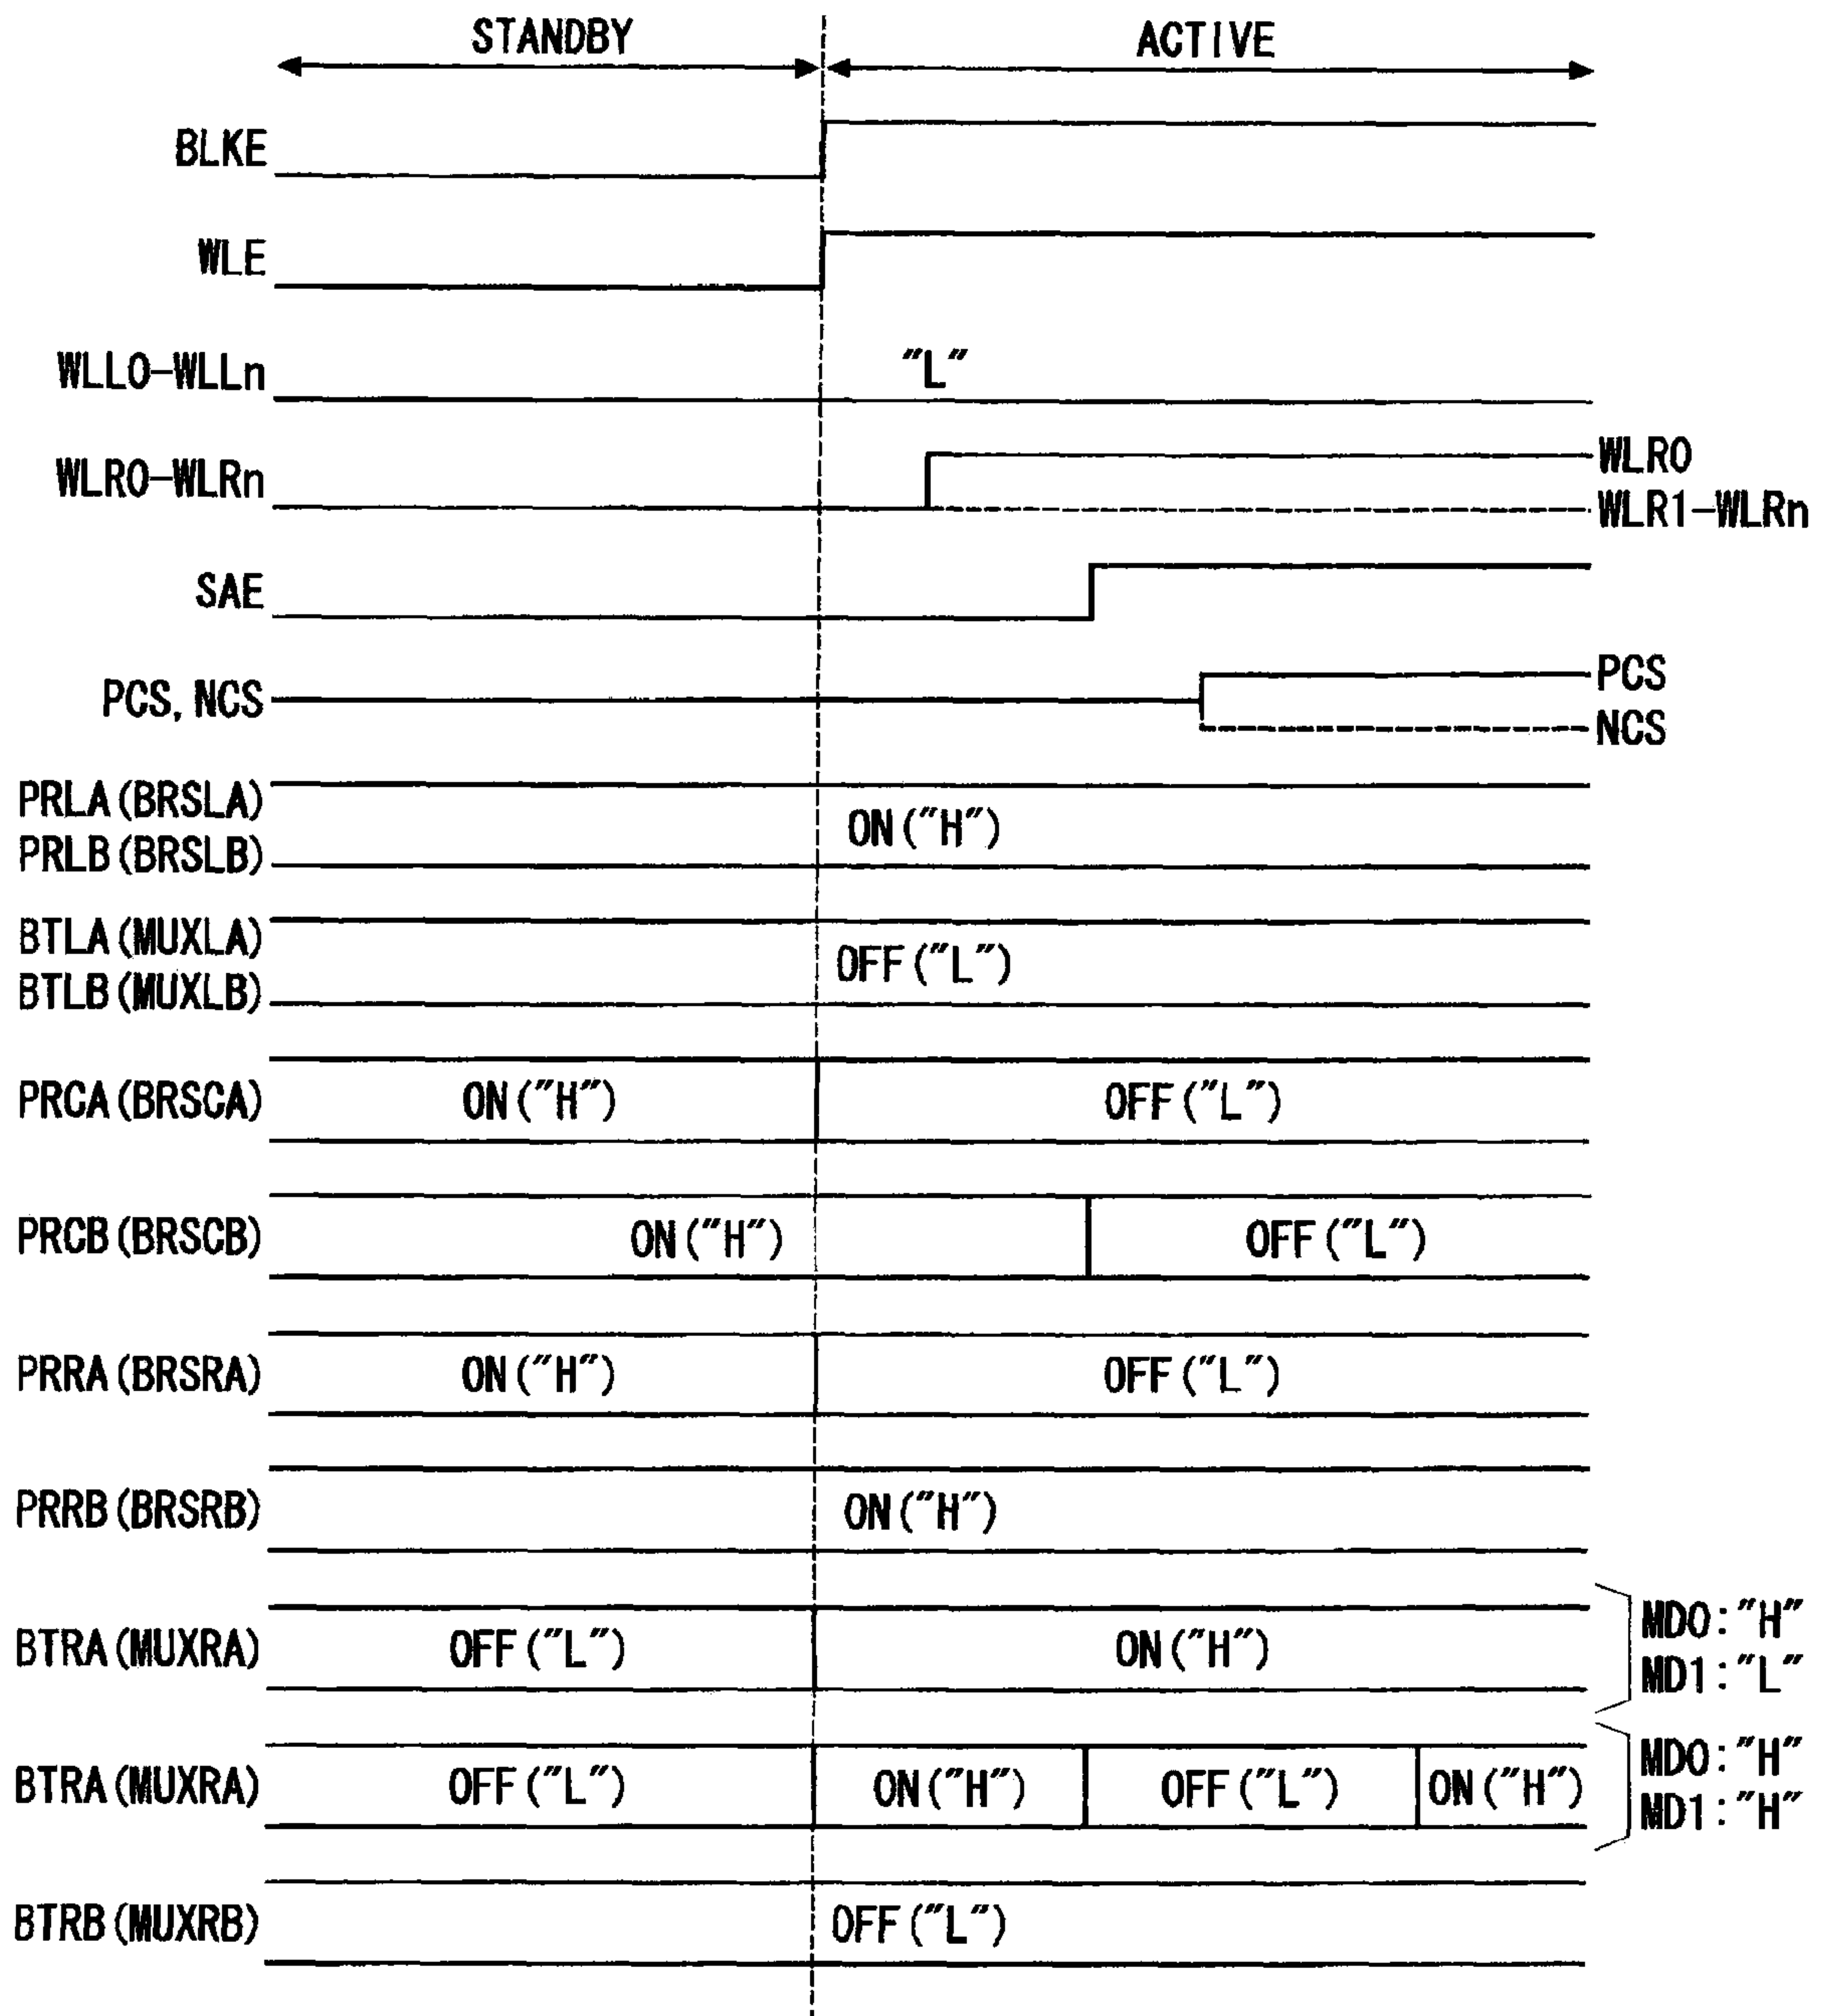 STANDBY ACTIVE
BLKE
WLE
WLL0-WLLn "L"
WLR0-WLRn WLR0
WLR1-WLRn
SAE
PCS, NCS PCS
NCS
PRLA(BRSLA)
PRLB(BRSLB) ON("H")
BTLA(MUXLA)
BTLB(MUXLB) OFF("L")
PRCA(BRSCA) ON("H") OFF("L")
PRCB(BRSCB) ON("H") OFF("L")
PRRA(BRSRA) ON("H") OFF("L")
PRRB(BRSRB) ON("H")
BTRA(MUXRA) OFF("L") ON("H") MD0:"H"
MD1:"L"
BTRA(MUXRA) OFF("L") ON("H") OFF("L") ON("H") MD0:"H"
MD1:"H"
BTRB(MUXRB) OFF("L")